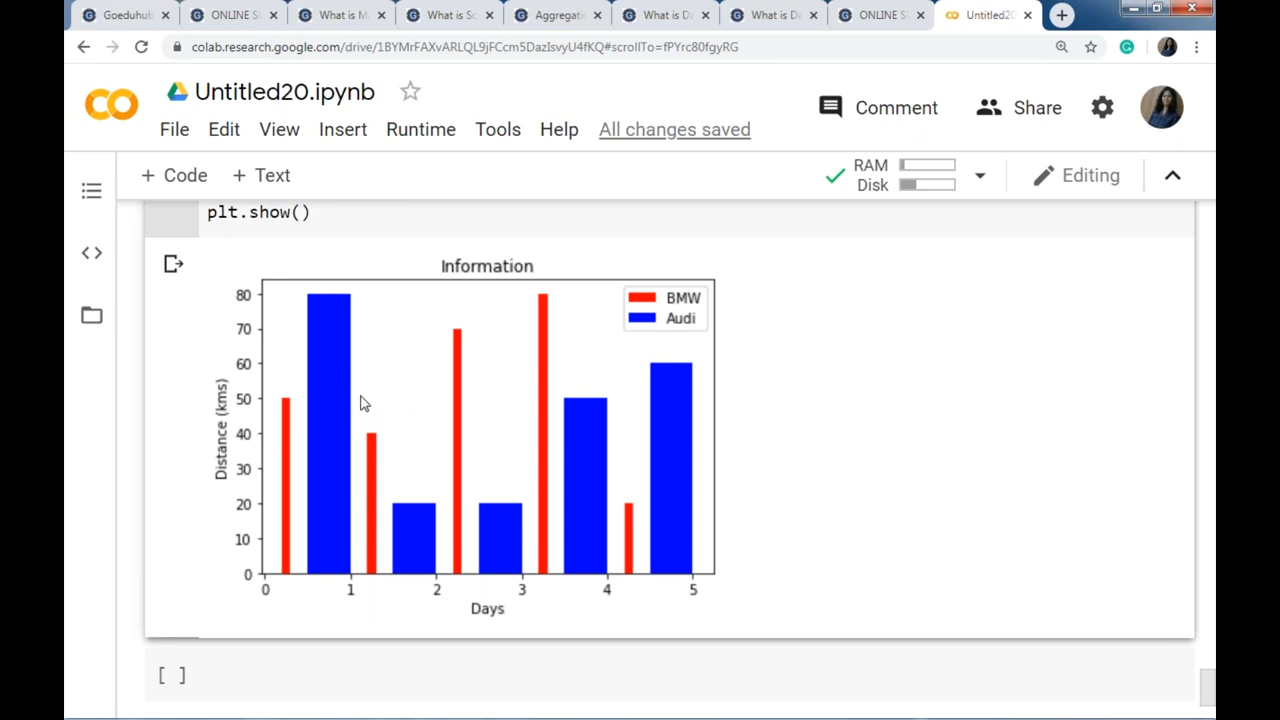 Goeduhub ONLINE S What is M What is Sc Aggregati What is Da What is Da ONLINE S Untitled20
colab.research.google.com/drive/1BYMrFAXvARLQL9jFCcm5DazIsvyU4fKQ#scrollTo=fPYrc80fgyRG
Untitled20.ipynb
Comment Share
File Edit View Insert Runtime Tools Help All changes saved
+ Code + Text
RAM
Disk
Editing
plt.show()
Information
BMW
Audi
80
70
60
50
40
30
20
10
0
Distance (kms)
0 1 2 3 4 5
Days
[ ]